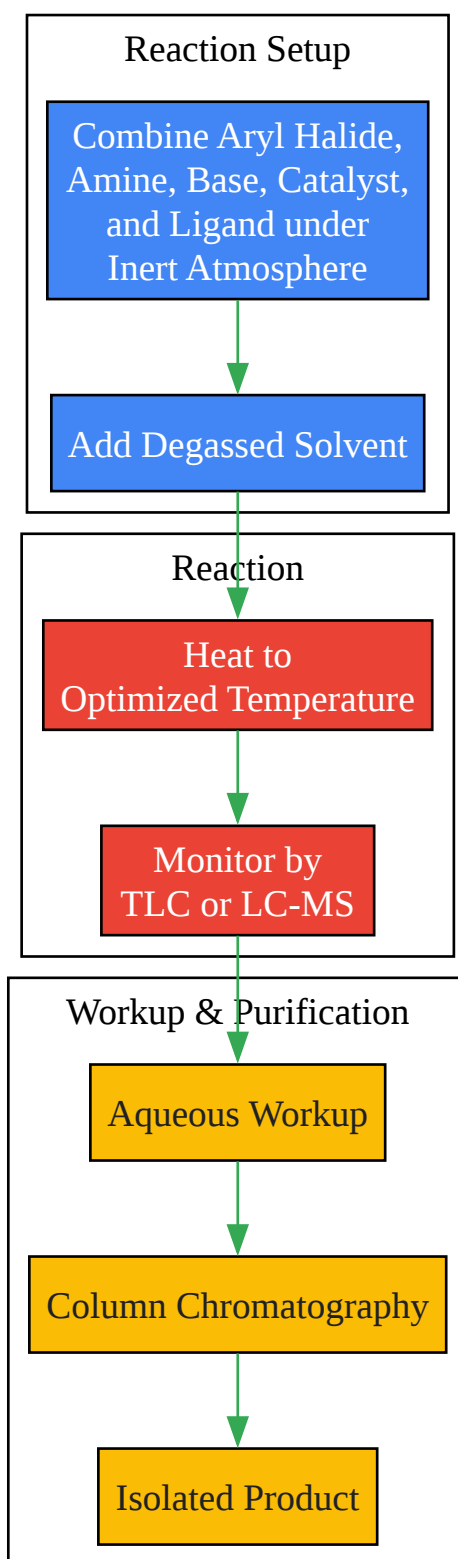 Reaction Setup
Combine Aryl Halide,
Amine, Base, Catalyst,
and Ligand under
Inert Atmosphere
Add Degassed Solvent
Reaction
Heat to
Optimized Temperature
Monitor by
TLC or LC-MS
Workup & Purification
Aqueous Workup
Column Chromatography
Isolated Product